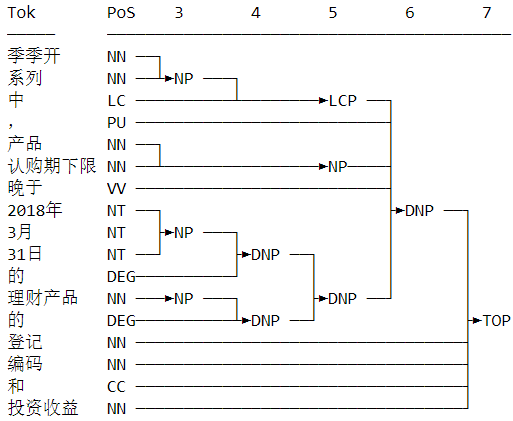 Tok PoS 3 4 5 6 7
季季开 NN
系列 NN NP
中 LC LCP
， PU
产品 NN
认购期下限 NN NP
晚于 VV
2018年 NT DNP
3月 NT NP
31日 NT DNP
的 DEG
理财产品 NN NP DNP
的 DEG DNP TOP
登记 NN
编码 NN
和 CC
投资收益 NN